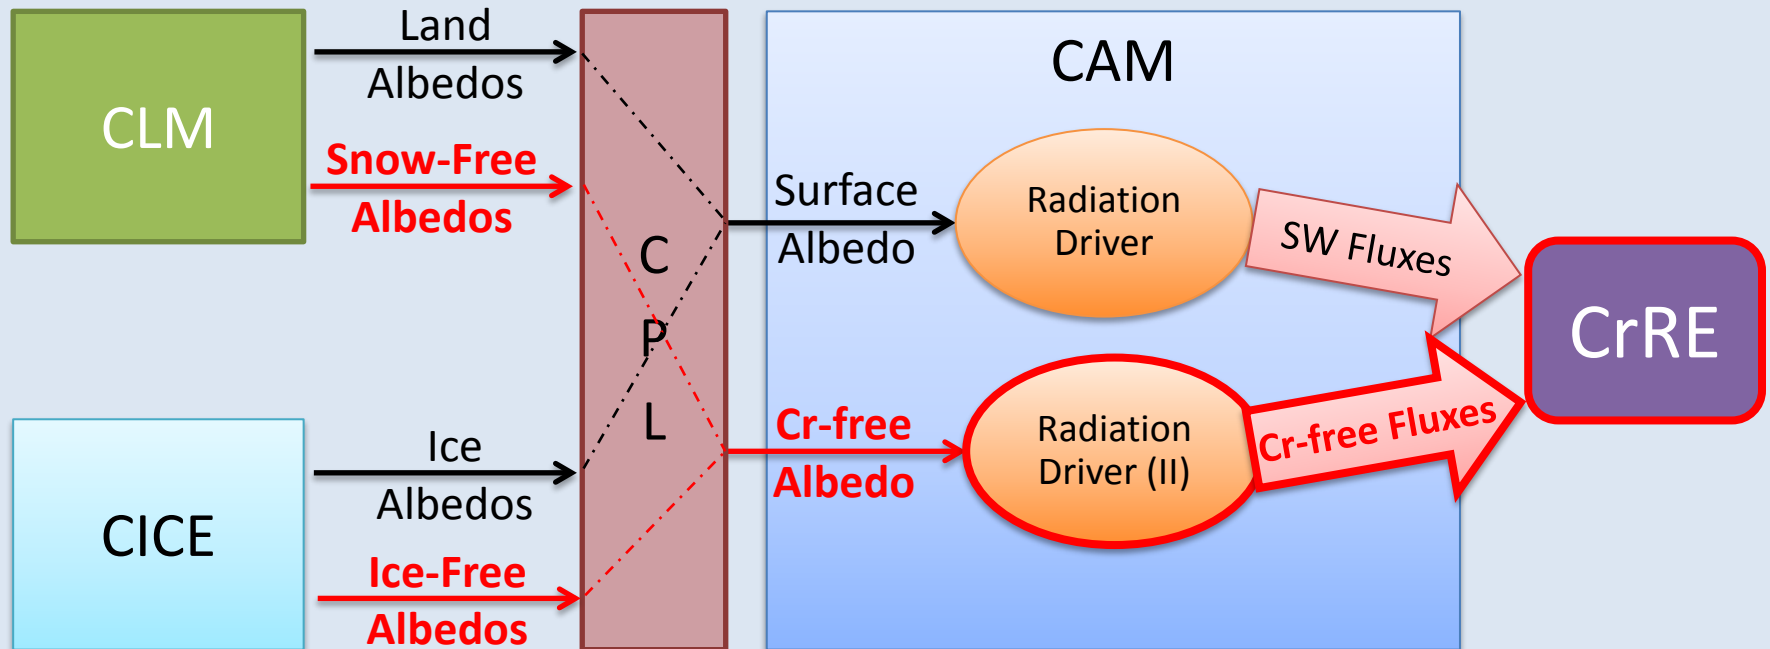 CLM
Land
Albedos
Snow-Free
Albedos
CICE
Ice
Albedos
Ice-Free
Albedos
C
P
L
CAM
Surface
Albedo
Radiation
Driver
SW Fluxes
Cr-free
Albedo
Radiation
Driver (II)
Cr-free Fluxes
CrRE